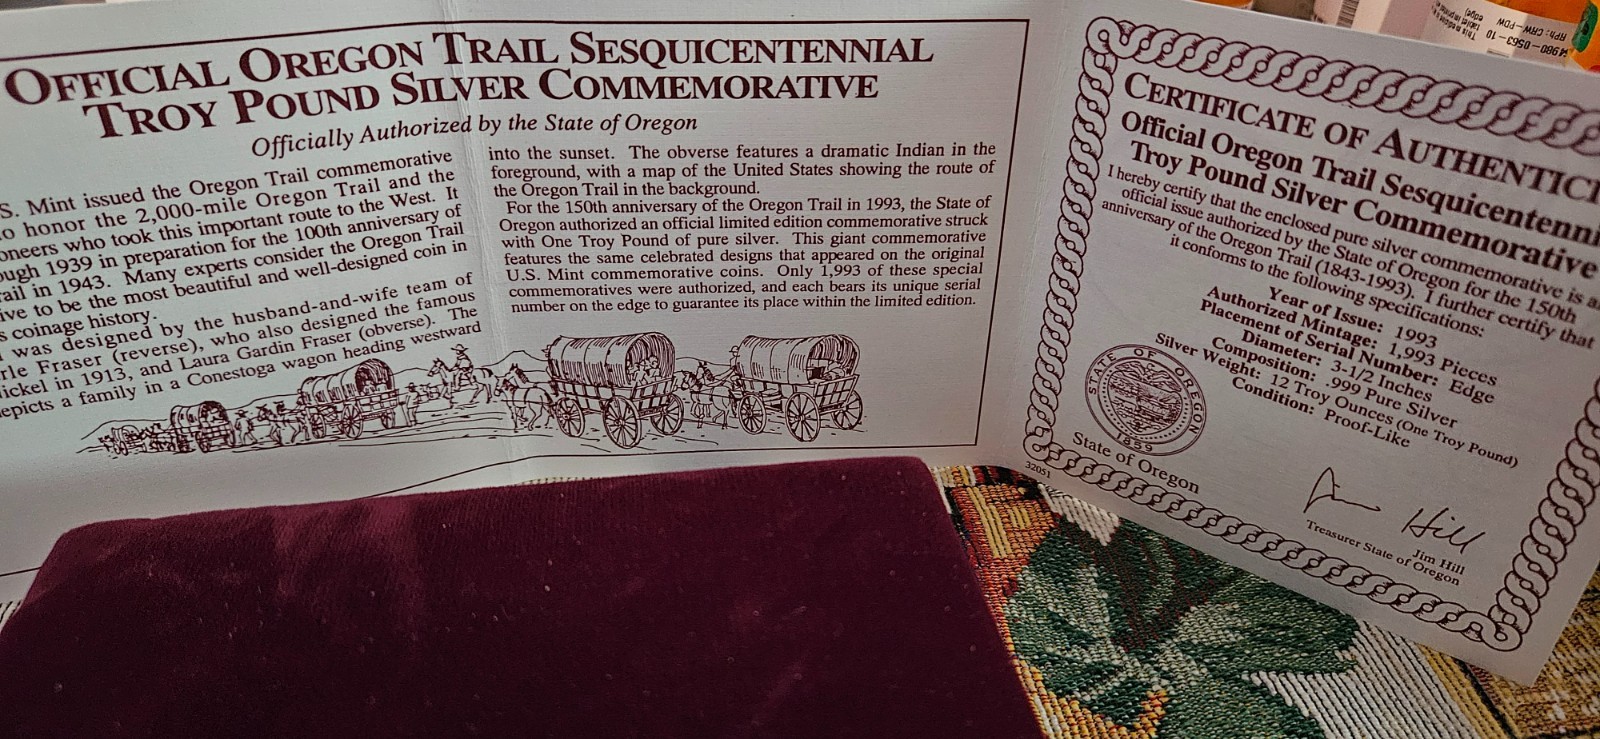 OFFICIAL OREGON TRAIL SESQUICENTENNIAL
TROY POUND SILVER COMMEMORATIVE
Officially Authorized by the State of Oregon
S. Mint issued the Oregon Trail commemorative
o honor the 2,000-mile Oregon Trail and the
oneers who took this important route to the West. It
ough 1939 in preparation for the 100th anniversary of
rail in 1943. Many experts consider the Oregon Trail
ive to be the most beautiful and well-designed coin in
s coinage history.
was designed by the husband-and-wife team of
rle Fraser (reverse), who also designed the famous
ickel in 1913, and Laura Gardin Fraser (obverse). The
epicts a family in a Conestoga wagon heading westward
into the sunset. The obverse features a dramatic Indian in the
foreground, with a map of the United States showing the route of
the Oregon Trail in the background.
For the 150th anniversary of the Oregon Trail in 1993, the State of
Oregon authorized an official limited edition commemorative struck
with One Troy Pound of pure silver. This giant commemorative
features the same celebrated designs that appeared on the original
U.S. Mint commemorative coins. Only 1,993 of these special
commemoratives were authorized, and each bears its unique serial
number on the edge to guarantee its place within the limited edition.
CERTIFICATE OF AUTHENTICI
Official Oregon Trail Sesquicentenni
Troy Pound Silver Commemorative
I hereby certify that the enclosed pure silver commemorative is a
official issue authorized by the State of Oregon for the 150th
anniversary of the Oregon Trail (1843-1993). I further certify that
it conforms to the following specifications:
Year of Issue: 1993
Authorized Mintage: 1,993 Pieces
Placement of Serial Number: Edge
Diameter: 3-1/2 Inches
Composition: .999 Pure Silver
Silver Weight: 12 Troy Ounces (One Troy Pound)
Condition: Proof-Like
STATE OF OREGON
1859
State of Oregon
32051
Jim Hill
Jim Hill
Treasurer State of Oregon
RPh: CRW-PDW